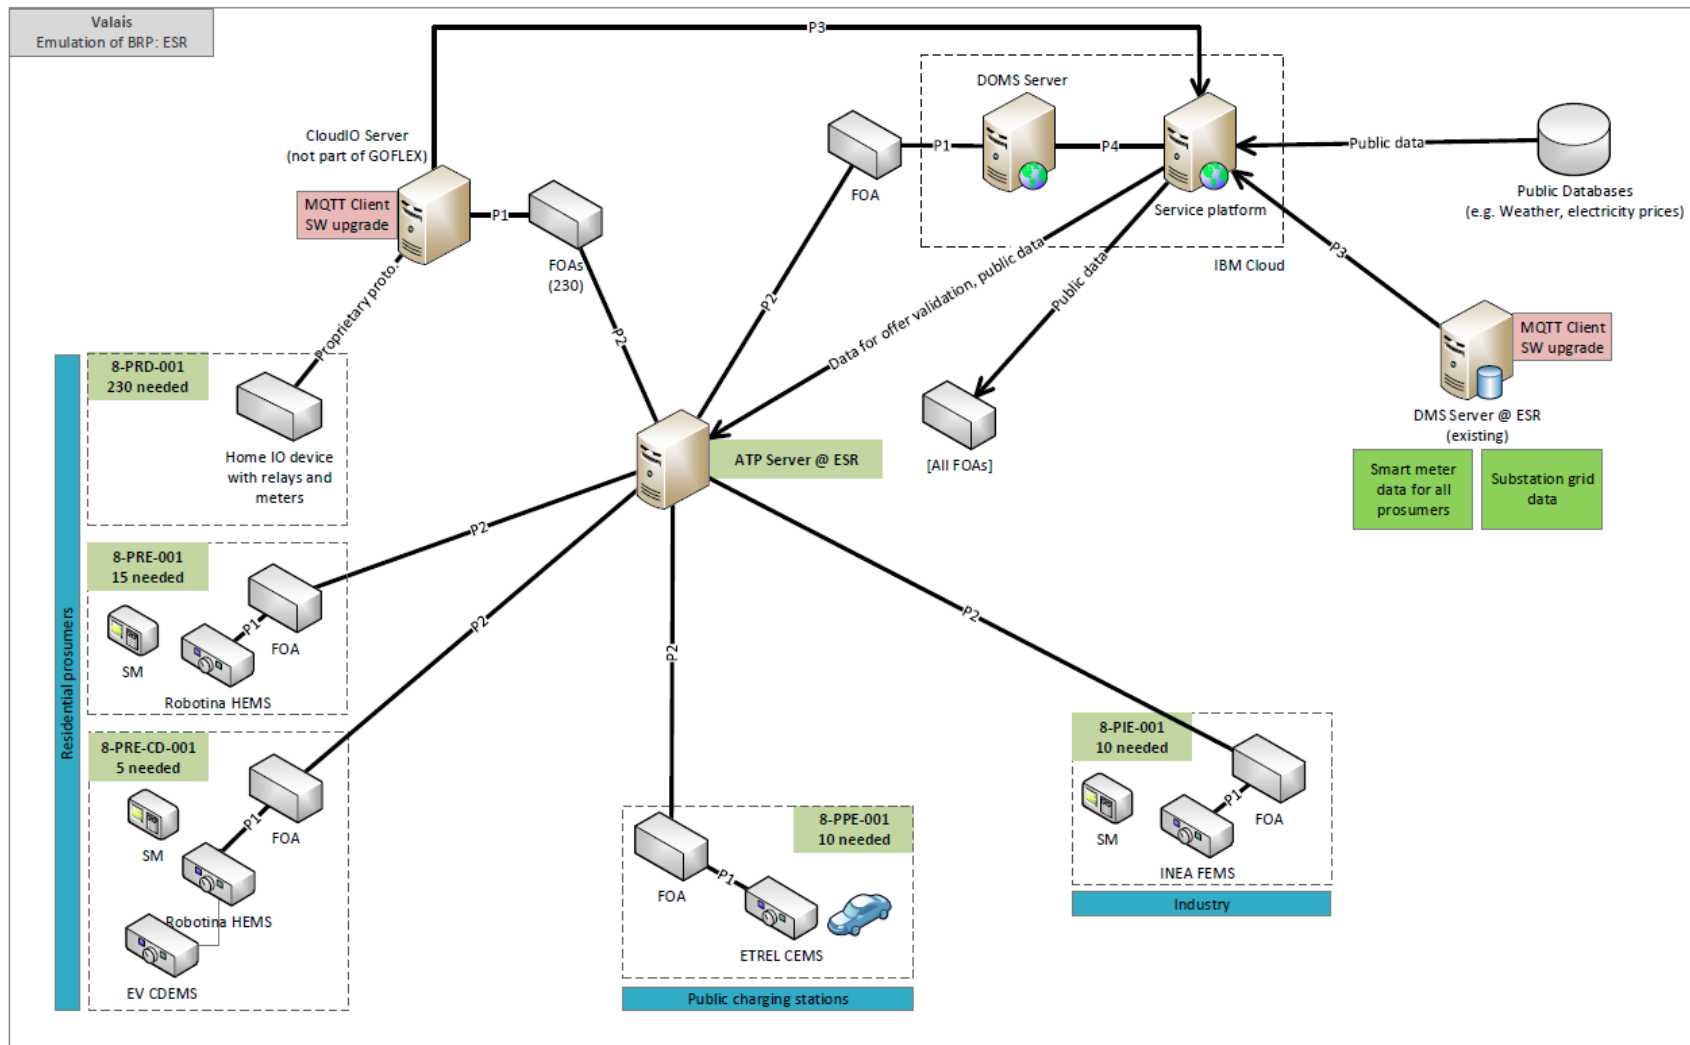 Valais
Emulation of BRP: ESR
P3
DOMS Server
CloudIO Server
(not part of GOFLEX)
MQTT Client
SW upgrade
P1
FOAs
(230)
P2
Proprietary proto.
FOA
P1
P4
P2
Service platform
IBM Cloud
Public data
Public Databases
(e.g. Weather, electricity prices)
P3
Data for offer validation, public data
Public data
[All FOAs]
MQTT Client
SW upgrade
DMS Server @ ESR
(existing)
Smart meter
data for all
prosumers
Substation grid
data
ATP Server @ ESR
Residential prosumers
8-PRD-001
230 needed
Home IO device
with relays and
meters
P2
8-PRE-001
15 needed
SM
P1
FOA
Robotina HEMS
P2
8-PRE-CD-001
5 needed
SM
P1
FOA
Robotina HEMS
EV CDEMS
P2
8-PPE-001
10 needed
FOA
P1
ETREL CEMS
Public charging stations
P2
8-PIE-001
10 needed
SM
P1
FOA
INEA FEMS
Industry